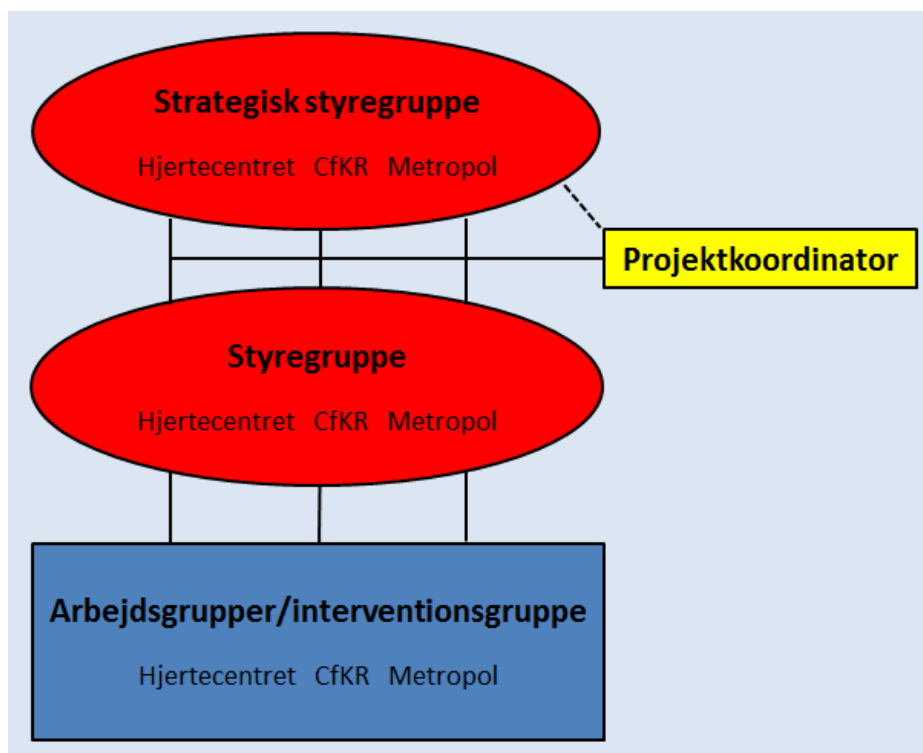 Strategisk styregruppe
Hjertecentret CfKR Metropol
Projektkoordinator
Styregruppe
Hjertecentret CfKR Metropol
Arbejdsgrupper/interventionsgruppe
Hjertecentret CfKR Metropol